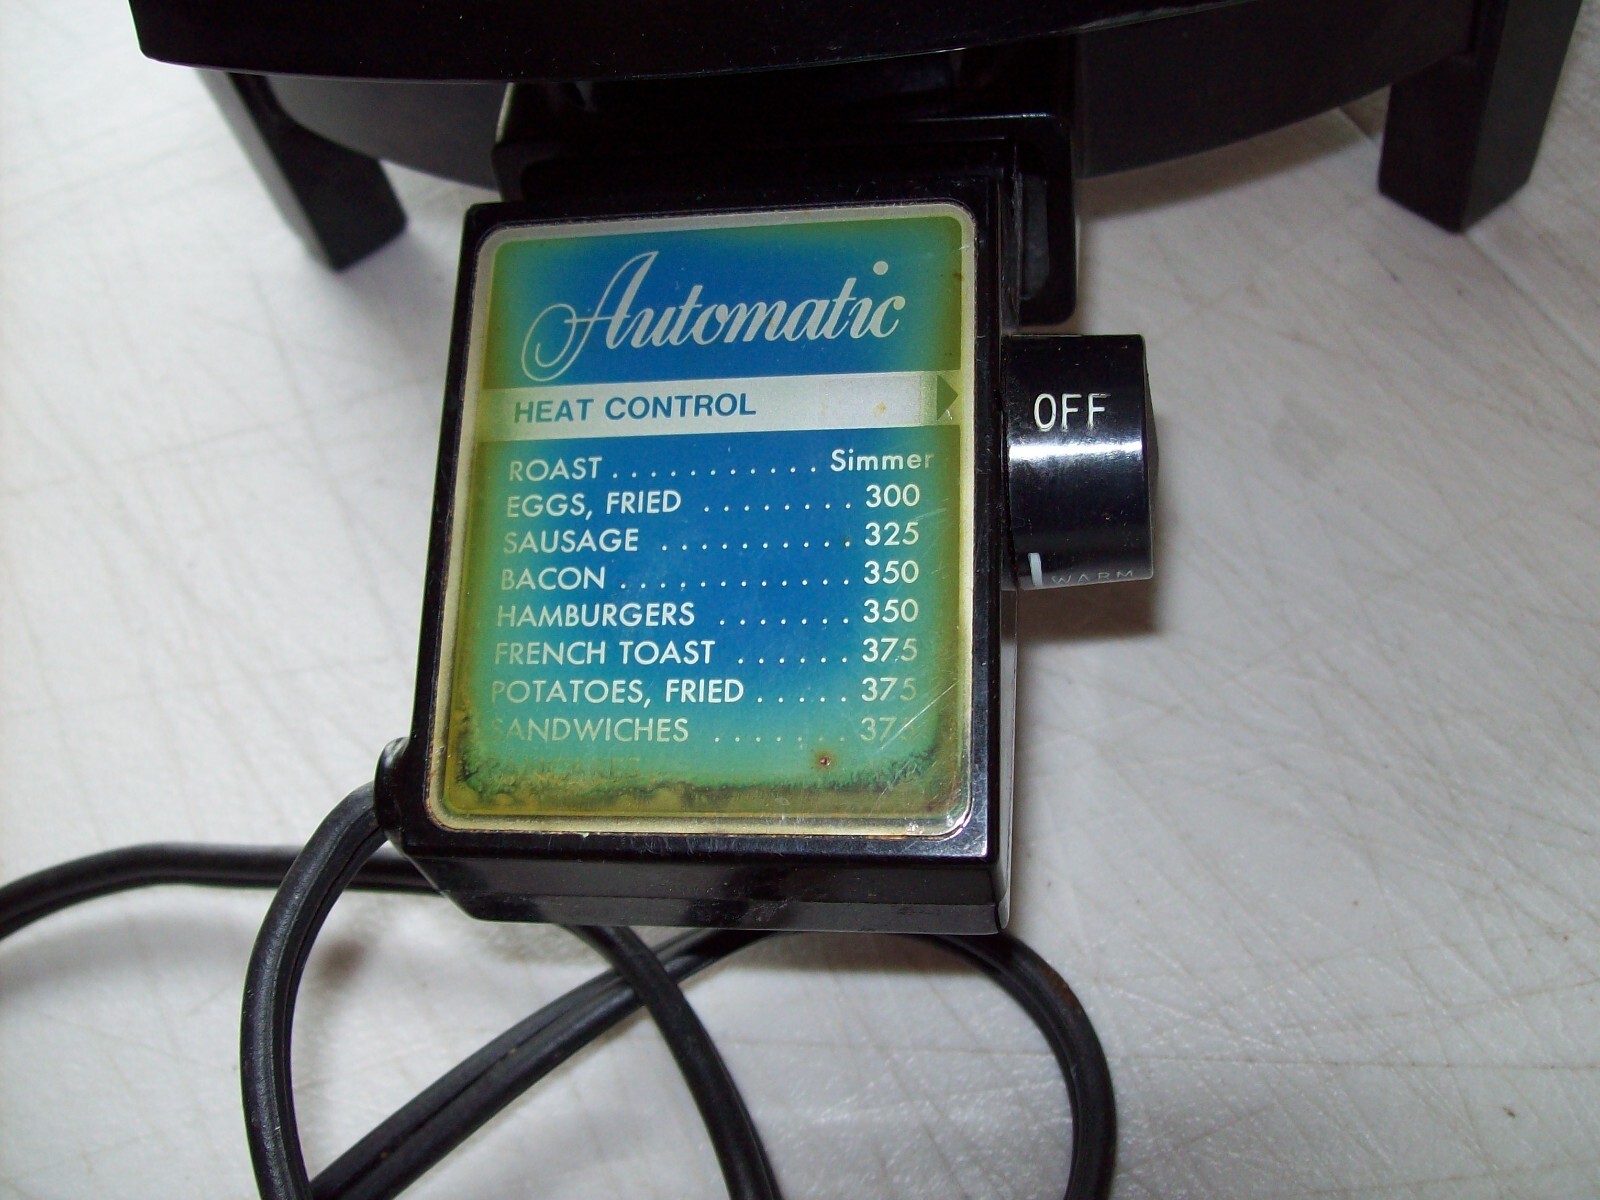 Automatic
HEAT CONTROL
OFF
ROAST . . . . . . . . . . . . Simmer
EGGS, FRIED . . . . . . . . 300
SAUSAGE . . . . . . . . . . 325
BACON . . . . . . . . . . . . 350
HAMBURGERS . . . . . . . 350
WARM
FRENCH TOAST . . . . . . 375
POTATOES, FRIED . . . . . 375
SANDWICHES . . . . . . . 375